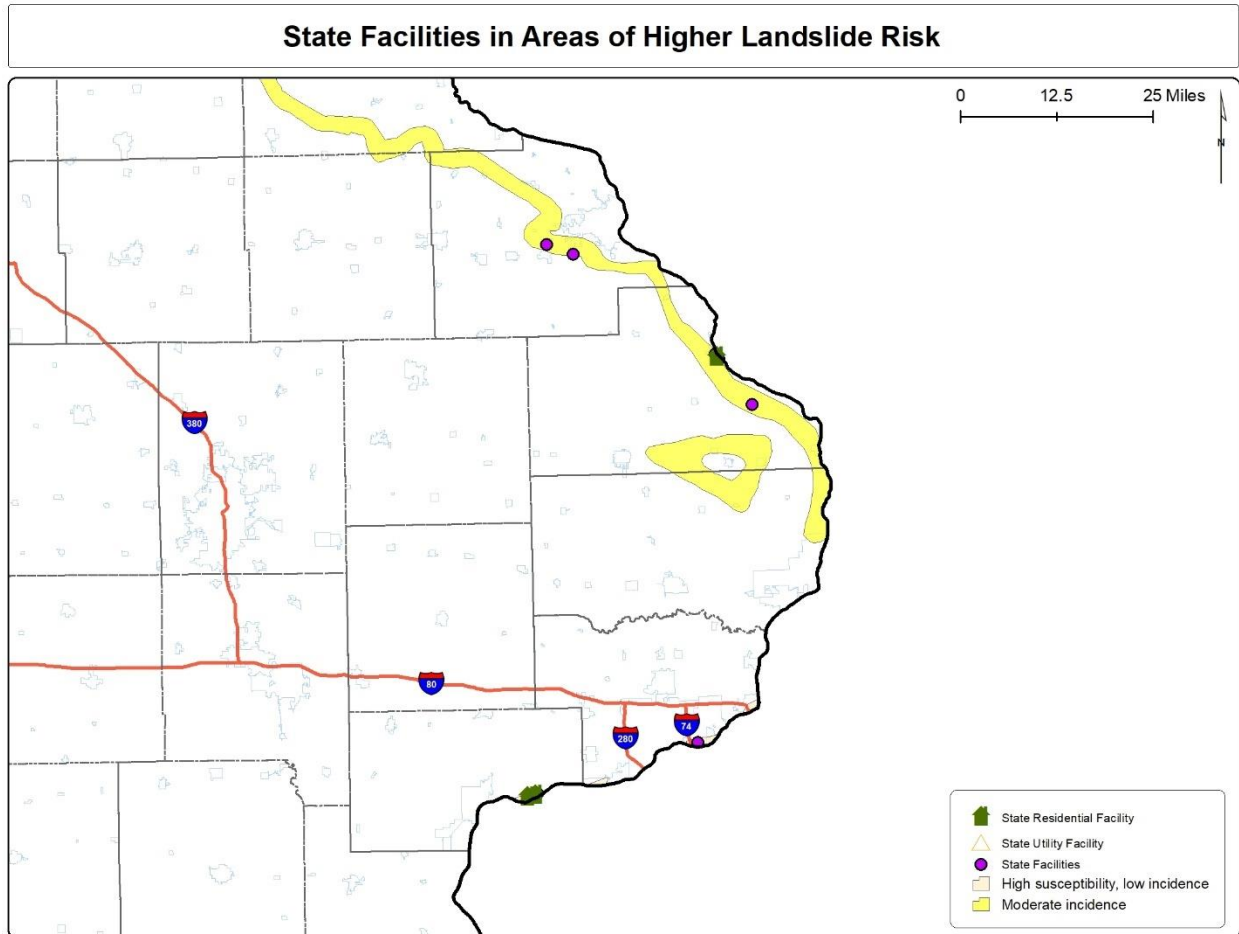 State Facilities in Areas of Higher Landslide Risk
0 12.5 25 Miles
N
380
80
74
280
State Residential Facility
State Utility Facility
State Facilities
High susceptibility, low incidence
Moderate incidence